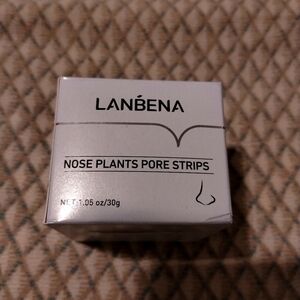 LANBENA
NOSE PLANTS PORE STRIPS
NET 1.05 oz/30g